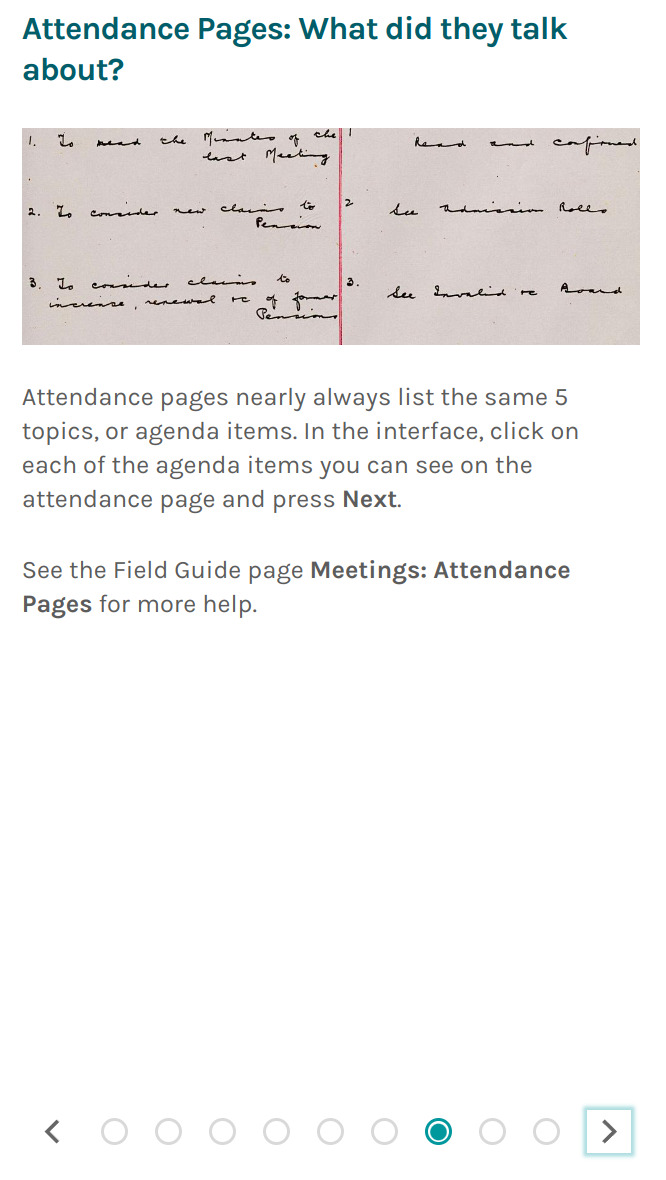 Attendance Pages: What did they talk
about?
1. To read the Minutes of the
last Meeting
1 Read and confirmed
2. To consider new claims to
Pension
2 See Admission Rolls
3. To consider claims to
increase, renewal &c of former
Pensions
3. See Invalid &c Board
Attendance pages nearly always list the same 5
topics, or agenda items. In the interface, click on
each of the agenda items you can see on the
attendance page and press Next.
See the Field Guide page Meetings: Attendance
Pages for more help.